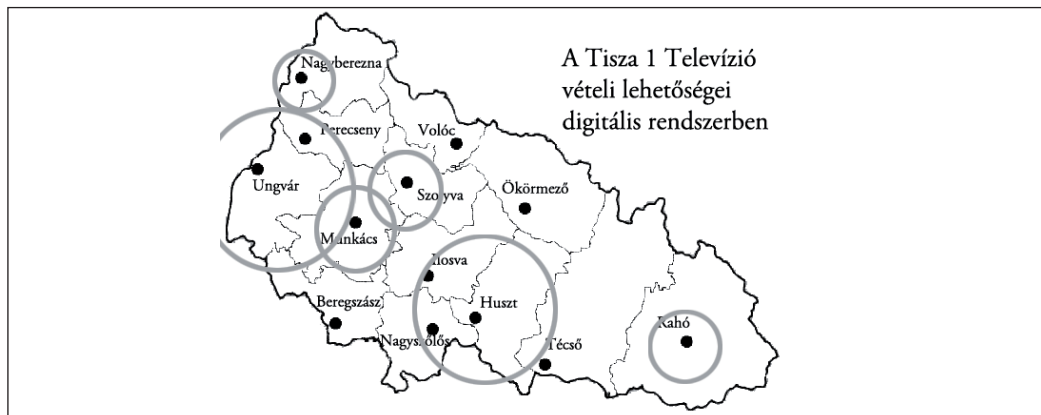 A Tisza 1 Televízió
vételi lehetőségei
digitális rendszerben
Nagyberezna
Perecseny
Volóc
Ungvár
Szolyva
Ökörmező
Munkács
Ilosva
Beregszász
Huszt
Nagyszőlős
Técső
Rahó